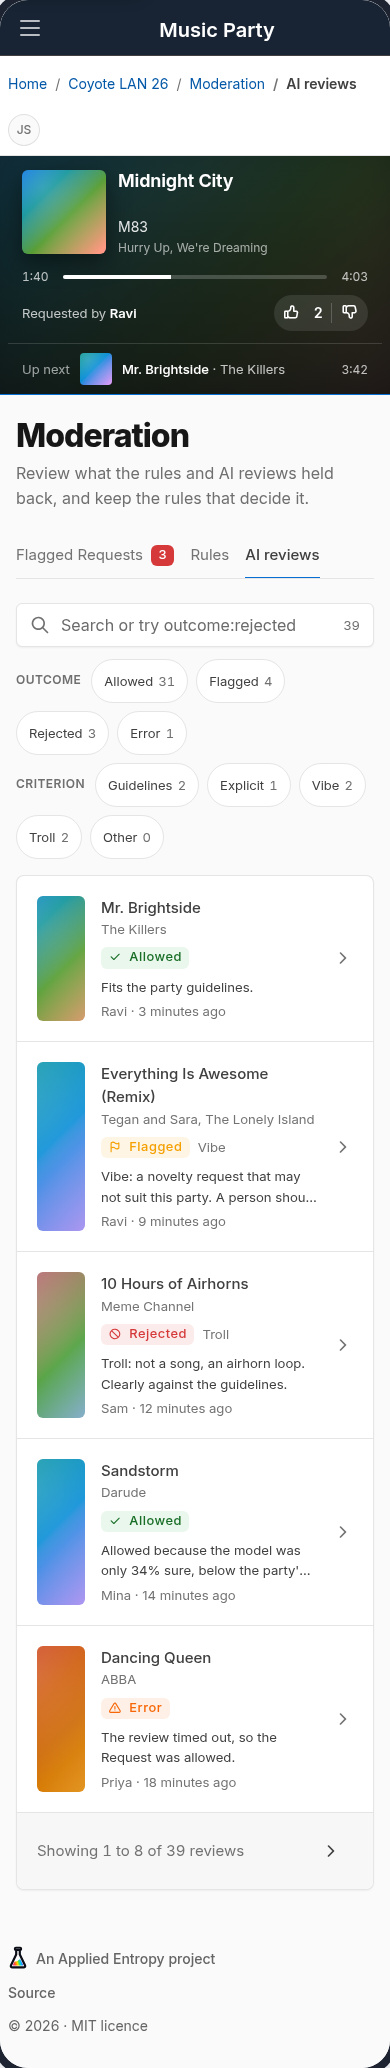 Music Party
Home / Coyote LAN 26 / Moderation / AI reviews
JS
Midnight City
M83
Hurry Up, We're Dreaming
1:40 4:03
Requested by Ravi 2
Up next Mr. Brightside · The Killers 3:42
Moderation
Review what the rules and AI reviews held
back, and keep the rules that decide it.
Flagged Requests 3 Rules AI reviews
Search or try outcome:rejected 39
OUTCOME Allowed 31 Flagged 4
Rejected 3 Error 1
CRITERION Guidelines 2 Explicit 1 Vibe 2
Troll 2 Other 0
Mr. Brightside
The Killers
Allowed
Fits the party guidelines.
Ravi · 3 minutes ago
Everything Is Awesome
(Remix)
Tegan and Sara, The Lonely Island
Flagged Vibe
Vibe: a novelty request that may
not suit this party. A person shou...
Ravi · 9 minutes ago
10 Hours of Airhorns
Meme Channel
Rejected Troll
Troll: not a song, an airhorn loop.
Clearly against the guidelines.
Sam · 12 minutes ago
Sandstorm
Darude
Allowed
Allowed because the model was
only 34% sure, below the party'...
Mina · 14 minutes ago
Dancing Queen
ABBA
Error
The review timed out, so the
Request was allowed.
Priya · 18 minutes ago
Showing 1 to 8 of 39 reviews
An Applied Entropy project
Source
© 2026 · MIT licence